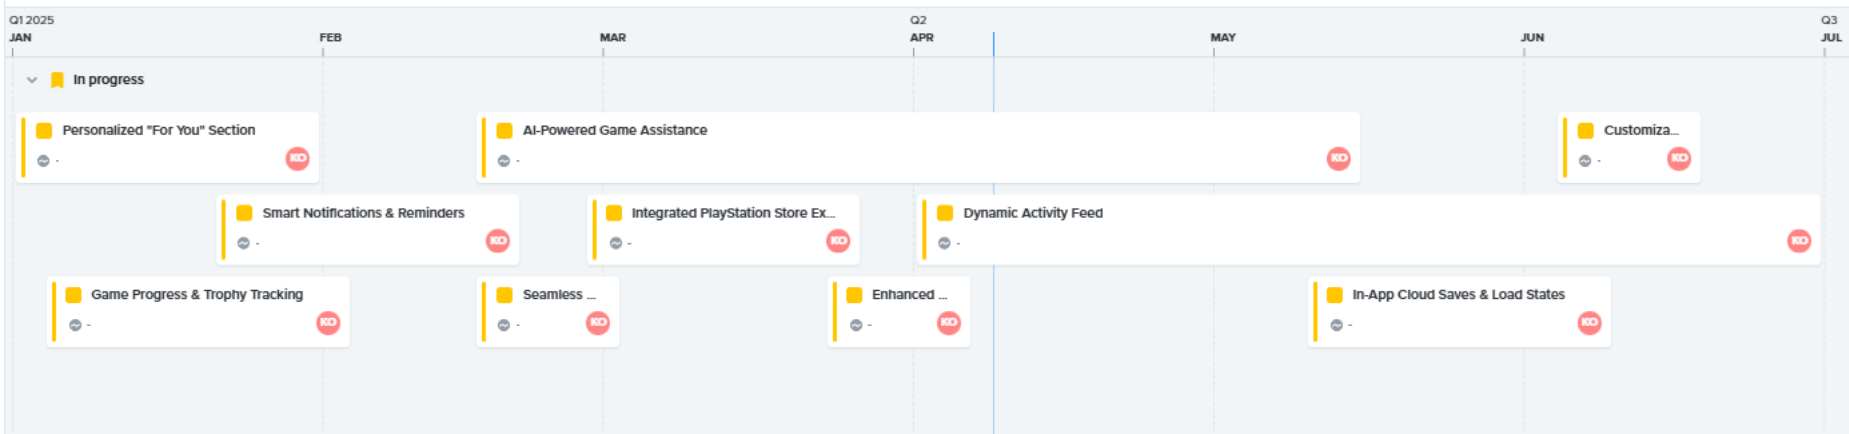 Q1 2025 Q2 Q3
JAN FEB MAR APR MAY JUN JUL
In progress
Personalized "For You" Section
- KO
AI-Powered Game Assistance
- KO
Customiza...
- KO
Smart Notifications & Reminders
- KO
Integrated PlayStation Store Ex...
- KO
Dynamic Activity Feed
- KO
Game Progress & Trophy Tracking
- KO
Seamless ...
- KO
Enhanced ...
- KO
In-App Cloud Saves & Load States
- KO